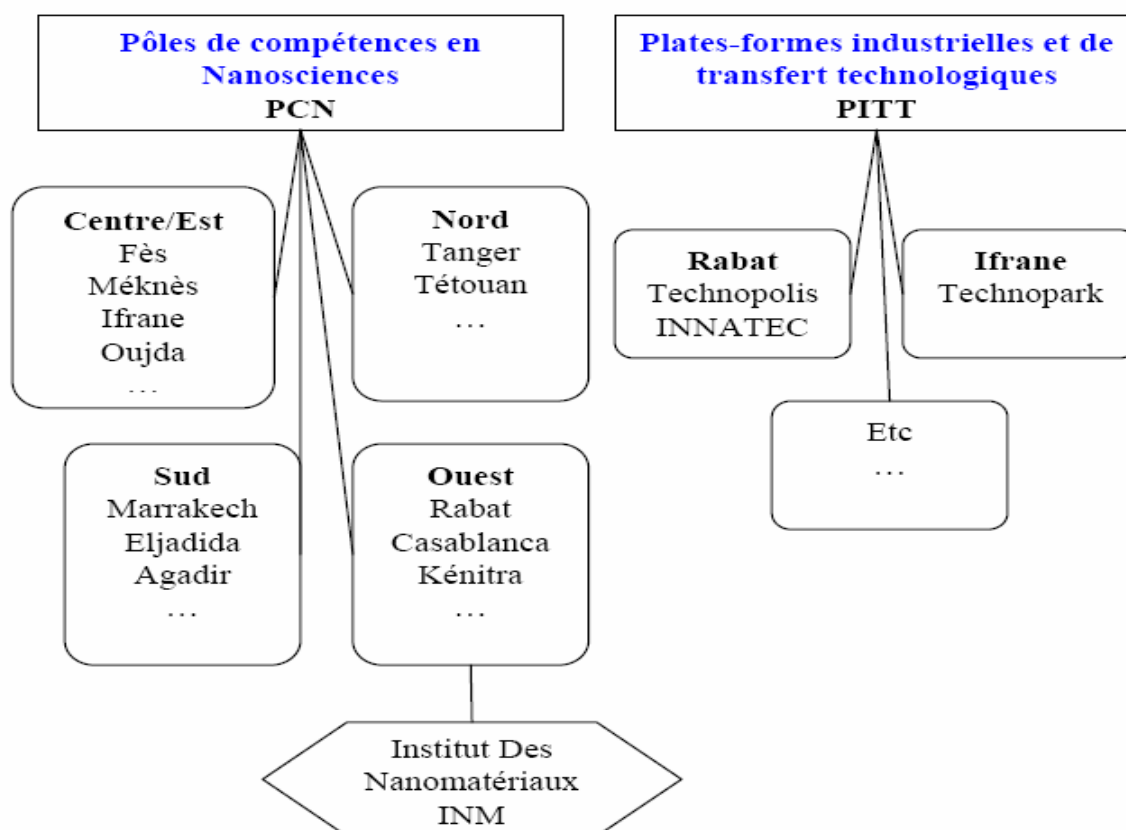 Pôles de compétences en
Nanosciences
PCN
Plates-formes industrielles et de
transfert technologiques
PITT
Centre/Est
Fès
Méknès
Ifrane
Oujda
...
Nord
Tanger
Tétouan
...
Rabat
Technopolis
INNATEC
Ifrane
Technopark
Etc
...
Sud
Marrakech
Eljadida
Agadir
...
Ouest
Rabat
Casablanca
Kénitra
...
Institut Des
Nanomatériaux
INM